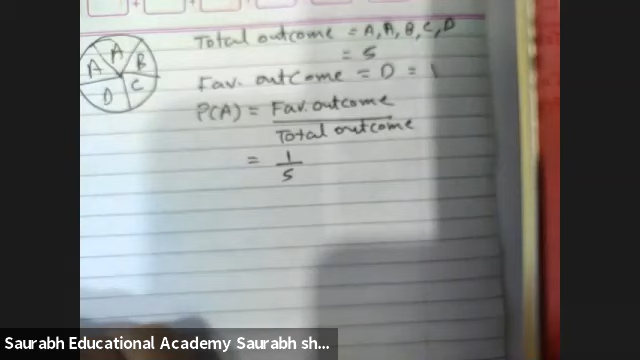 Total outcome = A, A, B, C, D
= 5
Fav. outcome = D = 1
P(A) = Fav. outcome
Total outcome
= 1
5
A
A
B
C
D
Saurabh Educational Academy Saurabh sh...